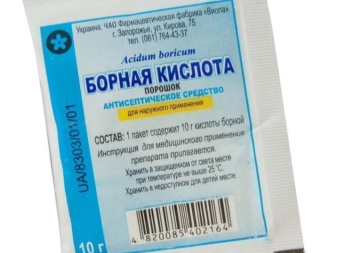 Украина, ЧАО Фармацевтическая фабрика "Виола"
г. Запорожье, ул. Кирова, 75
тел. (061) 764-43-37
Acidum boricum
БОРНАЯ КИСЛОТА
ПОРОШОК
АНТИСЕПТИЧЕСКОЕ СРЕДСТВО
для наружного применения
СОСТАВ: 1 пакет содержит 10 г кислоты борной
Инструкция для медицинского применения
препарата прилагается.
Хранить в защищенном от света месте
при температуре не выше 25°С.
Хранить в недоступном для детей месте.
UA/8303/01/01
10 г
4 820085 402164